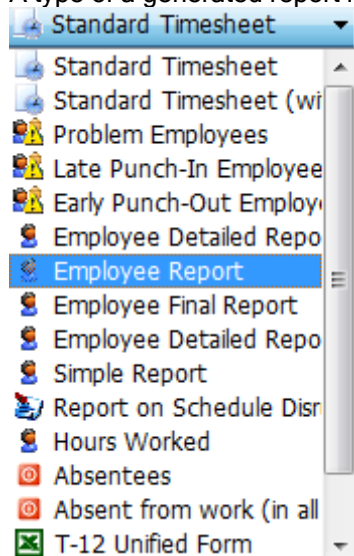 A type of a generated report
Standard Timesheet
Standard Timesheet
Standard Timesheet (wi
Problem Employees
Late Punch-In Employee
Early Punch-Out Employ
Employee Detailed Repo
Employee Report
Employee Final Report
Employee Detailed Repo
Simple Report
Report on Schedule Disr
Hours Worked
Absentees
Absent from work (in all
T-12 Unified Form